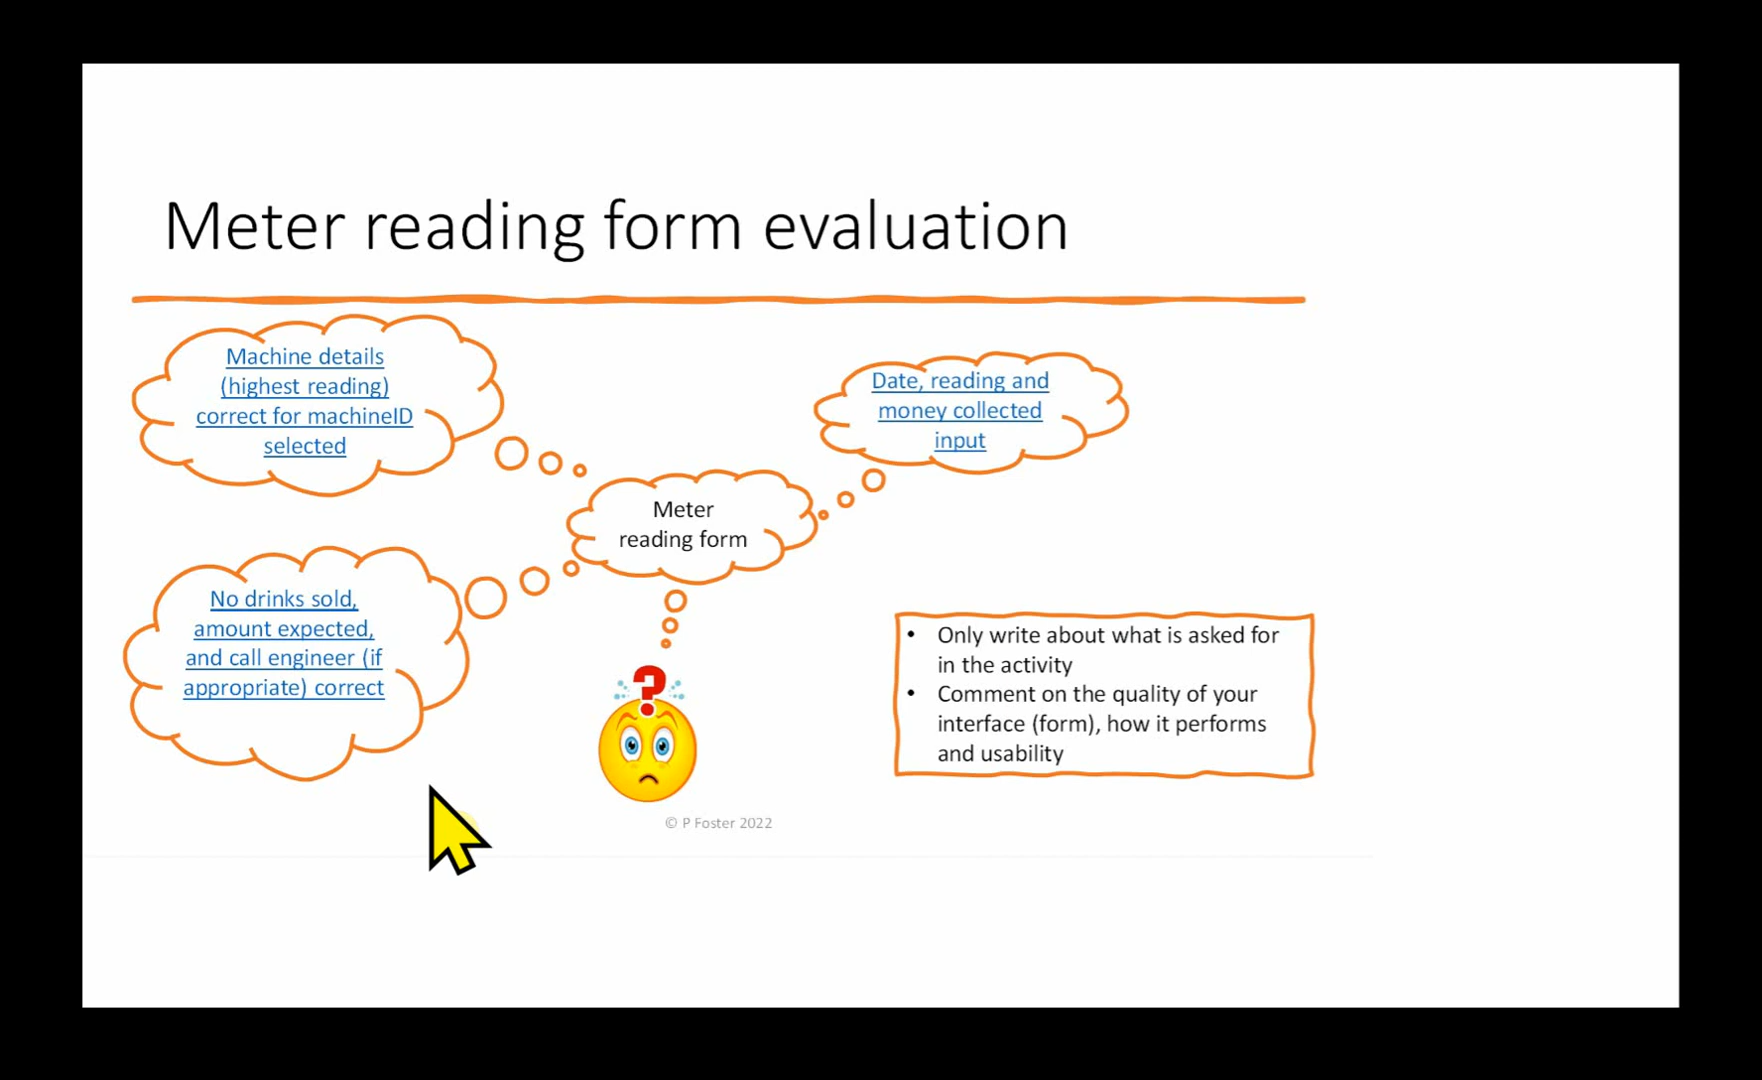 Meter reading form evaluation
Machine details
(highest reading)
correct for machineID
selected
Date, reading and
money collected
input
Meter
reading form
No drinks sold,
amount expected,
and call engineer (if
appropriate) correct
?
• Only write about what is asked for
in the activity
• Comment on the quality of your
interface (form), how it performs
and usability
© P Foster 2022